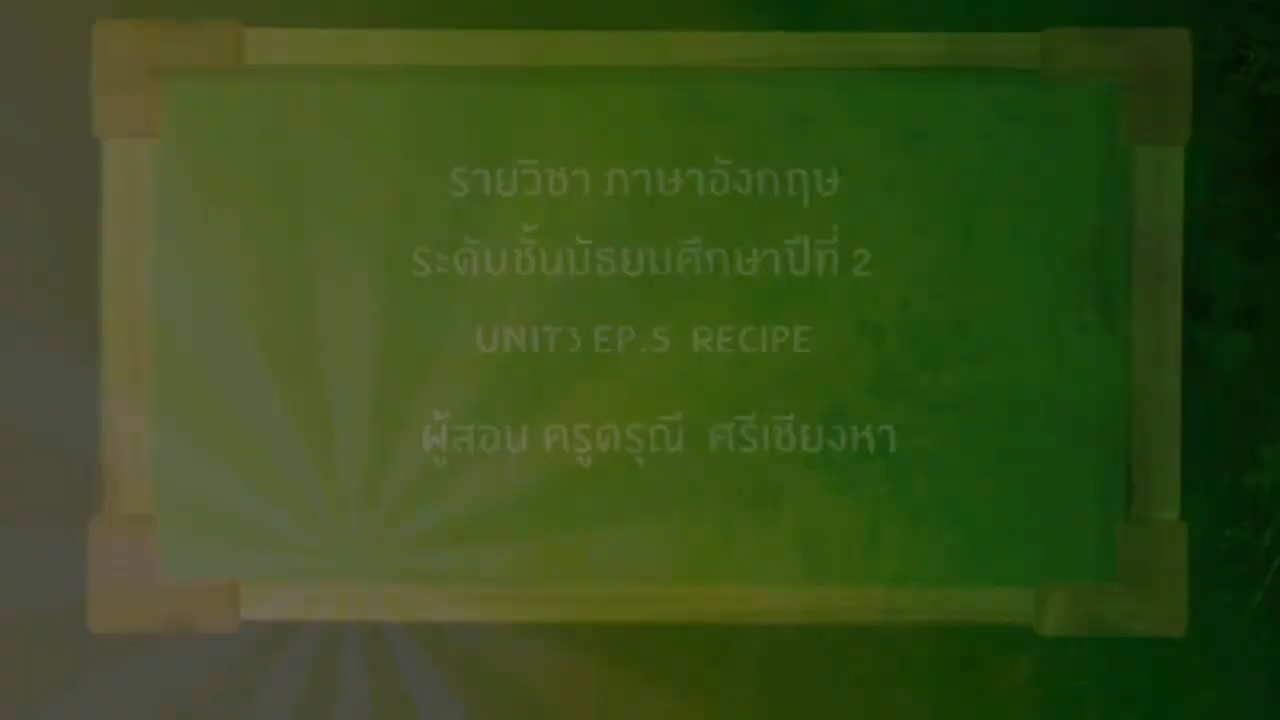 รายวิชา ภาษาอังกฤษ
ระดับชั้นมัธยมศึกษาปีที่ 2
UNIT3 EP.5 RECIPE
ผู้สอน ครูดรุณี ศรีเชียงหา